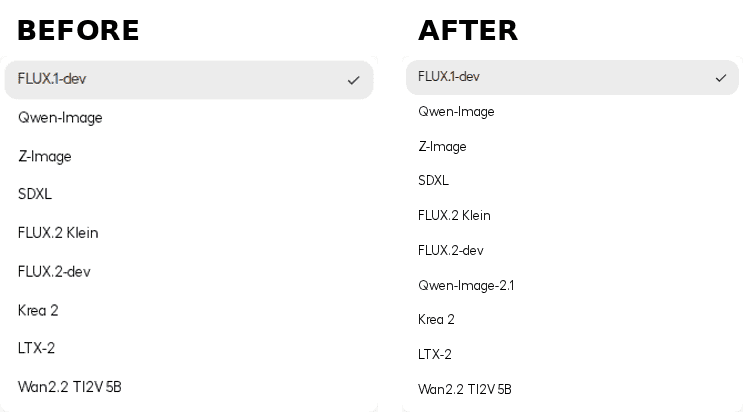 BEFORE
FLUX.1-dev
Qwen-Image
Z-Image
SDXL
FLUX.2 Klein
FLUX.2-dev
Krea 2
LTX-2
Wan2.2 TI2V 5B
AFTER
FLUX.1-dev
Qwen-Image
Z-Image
SDXL
FLUX.2 Klein
FLUX.2-dev
Qwen-Image-2.1
Krea 2
LTX-2
Wan2.2 TI2V 5B